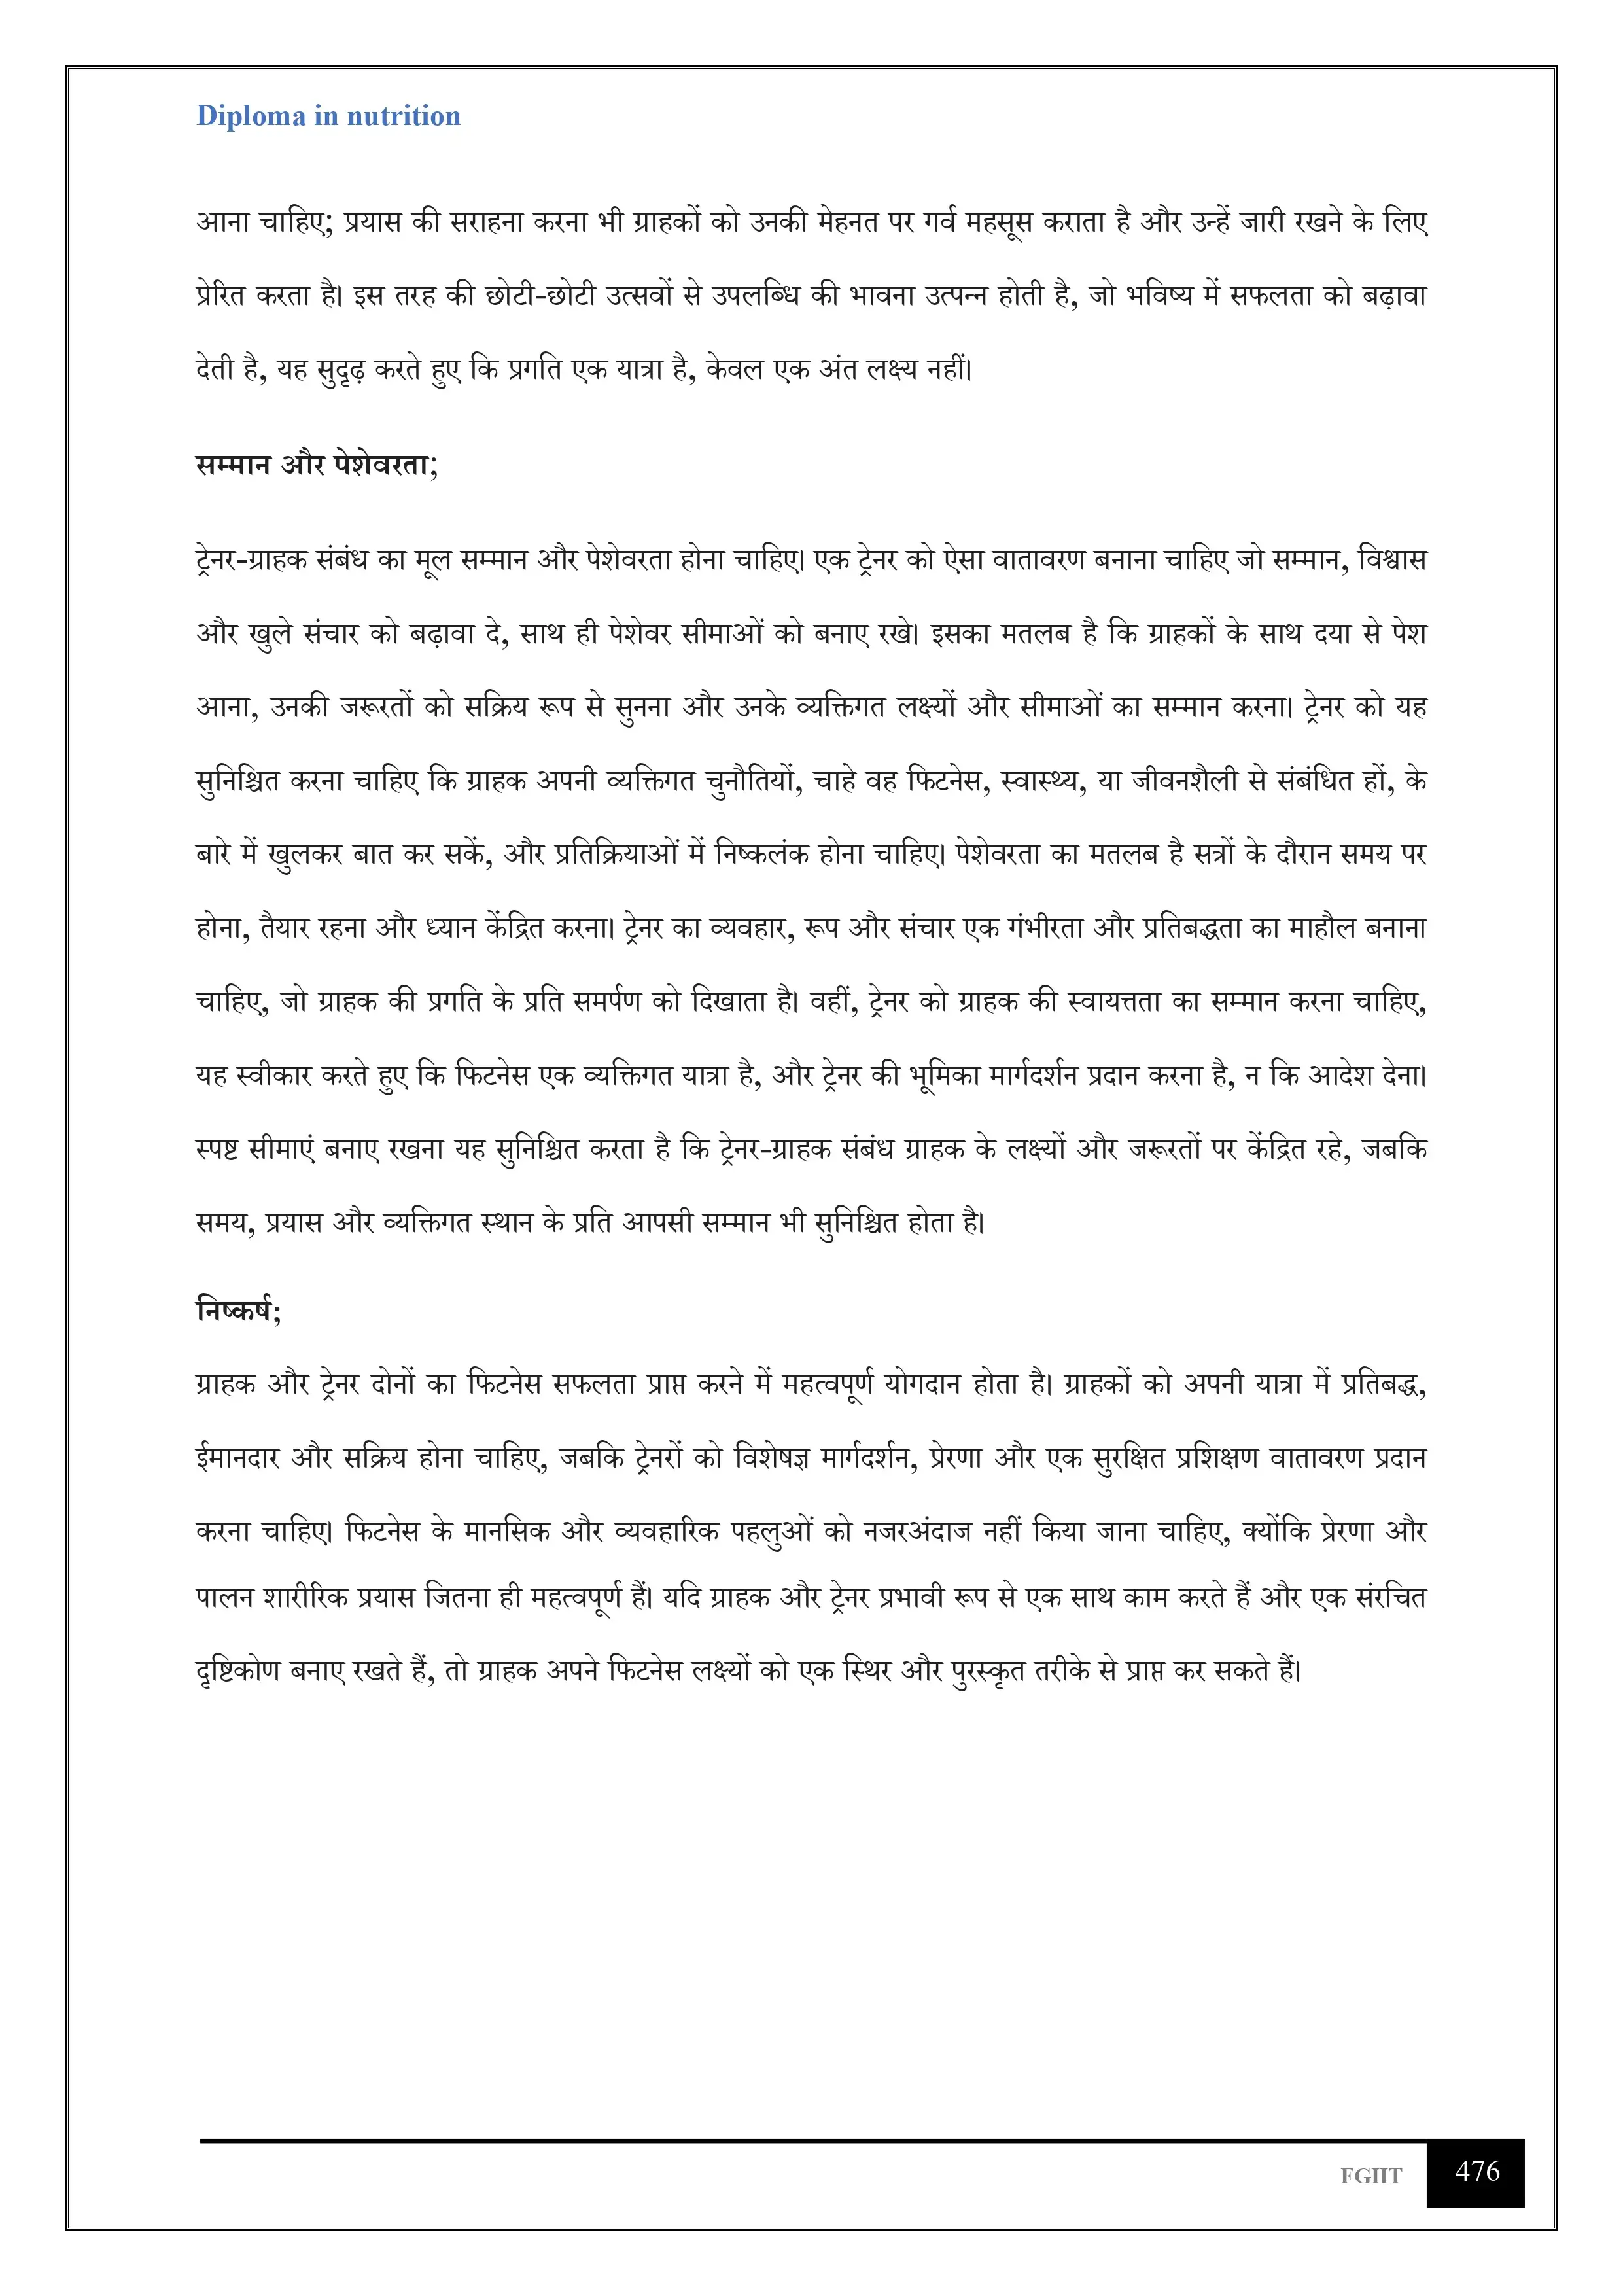 Diploma in nutrition
आना चाहिए; प्रयास की सराहना करना भी ग्राहकों को उनकी मेहनत पर गर्व महसूस कराता है और उन्हें जारी रखने के लिए
प्रेरित करता है। इस तरह की छोटी-छोटी उत्सवों से उपलब्धि की भावना उत्पन्न होती है, जो भविष्य में सफलता को बढ़ावा
देती है, यह सुदृढ़ करते हुए कि प्रगति एक यात्रा है, केवल एक अंत लक्ष्य नहीं।
सम्मान और पेशेवरता;
ट्रेनर-ग्राहक संबंध का मूल सम्मान और पेशेवरता होना चाहिए। एक ट्रेनर को ऐसा वातावरण बनाना चाहिए जो सम्मान, विश्वास
और खुले संचार को बढ़ावा दे, साथ ही पेशेवर सीमाओं को बनाए रखे। इसका मतलब है कि ग्राहकों के साथ दया से पेश
आना, उनकी जरूरतों को सक्रिय रूप से सुनना और उनके व्यक्तिगत लक्ष्यों और सीमाओं का सम्मान करना। ट्रेनर को यह
सुनिश्चित करना चाहिए कि ग्राहक अपनी व्यक्तिगत चुनौतियों, चाहे वह फिटनेस, स्वास्थ्य, या जीवनशैली से संबंधित हों, के
बारे में खुलकर बात कर सकें, और प्रतिक्रियाओं में निष्कलंक होना चाहिए। पेशेवरता का मतलब है सत्रों के दौरान समय पर
होना, तैयार रहना और ध्यान केंद्रित करना। ट्रेनर का व्यवहार, रूप और संचार एक गंभीरता और प्रतिबद्धता का माहौल बनाना
चाहिए, जो ग्राहक की प्रगति के प्रति समर्पण को दिखाता है। वहीं, ट्रेनर को ग्राहक की स्वायत्तता का सम्मान करना चाहिए,
यह स्वीकार करते हुए कि फिटनेस एक व्यक्तिगत यात्रा है, और ट्रेनर की भूमिका मार्गदर्शन प्रदान करना है, न कि आदेश देना।
स्पष्ट सीमाएं बनाए रखना यह सुनिश्चित करता है कि ट्रेनर-ग्राहक संबंध ग्राहक के लक्ष्यों और जरूरतों पर केंद्रित रहे, जबकि
समय, प्रयास और व्यक्तिगत स्थान के प्रति आपसी सम्मान भी सुनिश्चित होता है।
निष्कर्ष;
ग्राहक और ट्रेनर दोनों का फिटनेस सफलता प्राप्त करने में महत्वपूर्ण योगदान होता है। ग्राहकों को अपनी यात्रा में प्रतिबद्ध,
ईमानदार और सक्रिय होना चाहिए, जबकि ट्रेनरों को विशेषज्ञ मार्गदर्शन, प्रेरणा और एक सुरक्षित प्रशिक्षण वातावरण प्रदान
करना चाहिए। फिटनेस के मानसिक और व्यवहारिक पहलुओं को नजरअंदाज नहीं किया जाना चाहिए, क्योंकि प्रेरणा और
पालन शारीरिक प्रयास जितना ही महत्वपूर्ण हैं। यदि ग्राहक और ट्रेनर प्रभावी रूप से एक साथ काम करते हैं और एक संरचित
दृष्टिकोण बनाए रखते हैं, तो ग्राहक अपने फिटनेस लक्ष्यों को एक स्थिर और पुरस्कृत तरीके से प्राप्त कर सकते हैं।
FGIIT 476